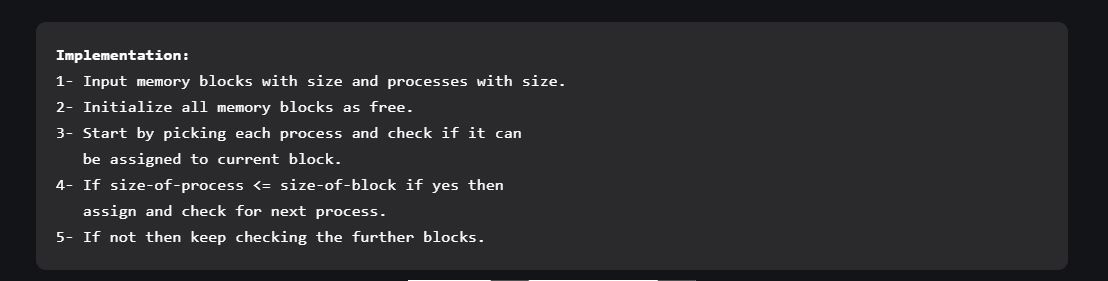 Implementation:
1- Input memory blocks with size and processes with size.
2- Initialize all memory blocks as free.
3- Start by picking each process and check if it can
be assigned to current block.
4- If size-of-process <= size-of-block if yes then
assign and check for next process.
5- If not then keep checking the further blocks.